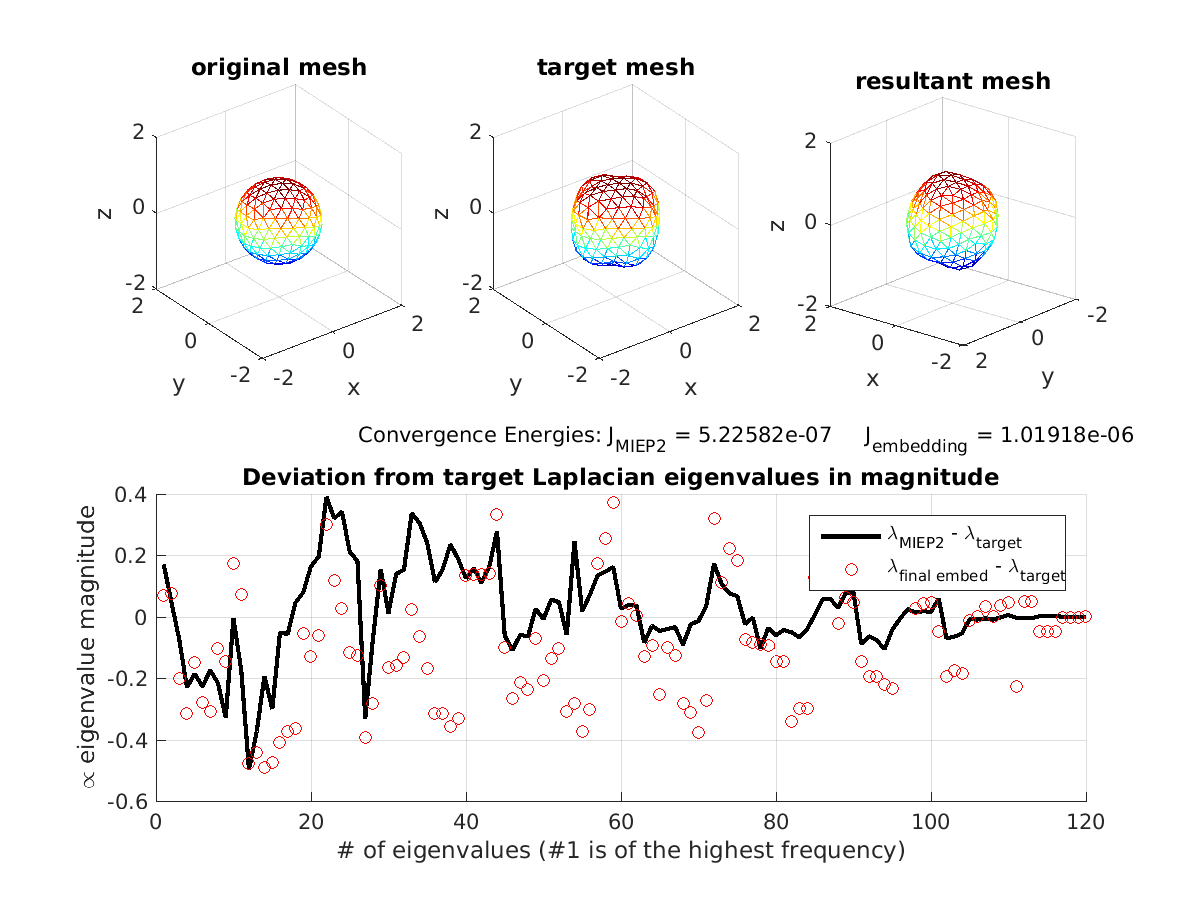 original mesh
target mesh
resultant mesh
2
0
-2
z
2
0
-2
y
-2
0
2
x
2
0
-2
z
2
0
-2
y
-2
0
2
x
2
0
-2
z
2
0
-2
x
2
0
-2
y
Convergence Energies: J_MIEP2 = 5.22582e-07 J_embedding = 1.01918e-06
Deviation from target Laplacian eigenvalues in magnitude
0.4
0.2
0
-0.2
-0.4
-0.6
∝ eigenvalue magnitude
λ_MIEP2 - λ_target
λ_final embed - λ_target
0 20 40 60 80 100 120
# of eigenvalues (#1 is of the highest frequency)